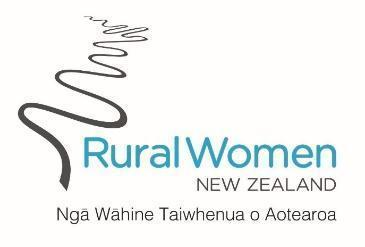 Rural Women
NEW ZEALAND
Ngā Wāhine Taiwhenua o Aotearoa